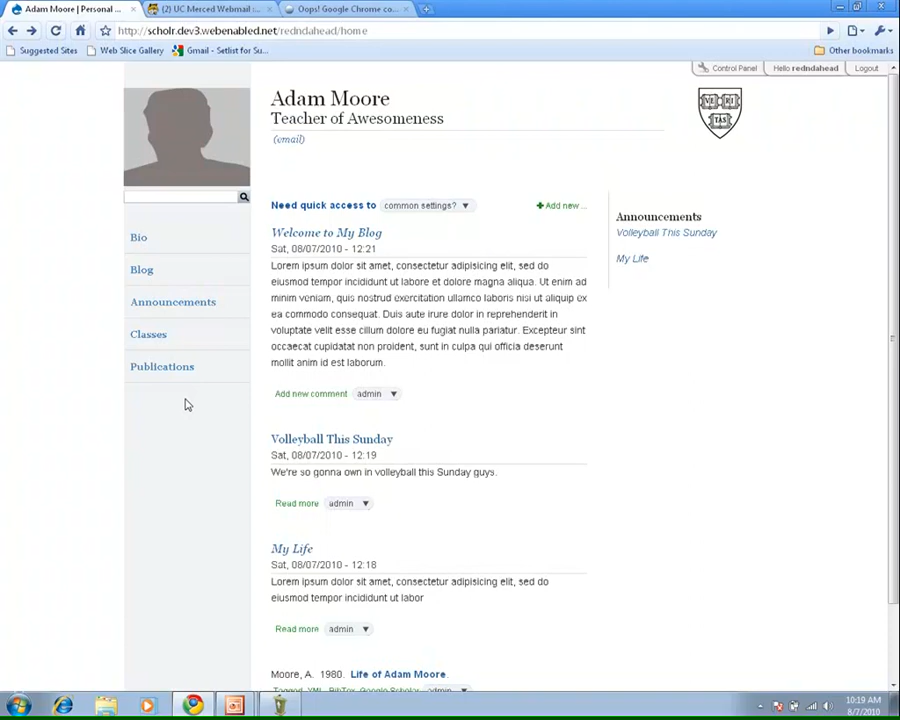 Adam Moore | Personal ...
(2) UC Merced Webmail :...
Oops! Google Chrome co...
http://scholr.dev3.webenabled.net/redndahead/home
Suggested Sites
Web Slice Gallery
Gmail - Setlist for Su...
Other bookmarks
Control Panel
Hello redndahead
Logout
Adam Moore
Teacher of Awesomeness
(email)
VE RI
TAS
Need quick access to common settings?
Add new ...
Welcome to My Blog
Sat, 08/07/2010 - 12:21
Lorem ipsum dolor sit amet, consectetur adipisicing elit, sed do
eiusmod tempor incididunt ut labore et dolore magna aliqua. Ut enim ad
minim veniam, quis nostrud exercitation ullamco laboris nisi ut aliquip ex
ea commodo consequat. Duis aute irure dolor in reprehenderit in
voluptate velit esse cillum dolore eu fugiat nulla pariatur. Excepteur sint
occaecat cupidatat non proident, sunt in culpa qui officia deserunt
mollit anim id est laborum.
Add new comment admin
Volleyball This Sunday
Sat, 08/07/2010 - 12:19
We're so gonna own in volleyball this Sunday guys.
Read more admin
My Life
Sat, 08/07/2010 - 12:18
Lorem ipsum dolor sit amet, consectetur adipisicing elit, sed do
eiusmod tempor incididunt ut labor
Read more admin
Moore, A. 1980. Life of Adam Moore.
Tagged XML BibTex Google Scholar admin
Bio
Blog
Announcements
Classes
Publications
Announcements
Volleyball This Sunday
My Life
10:19 AM
8/7/2010